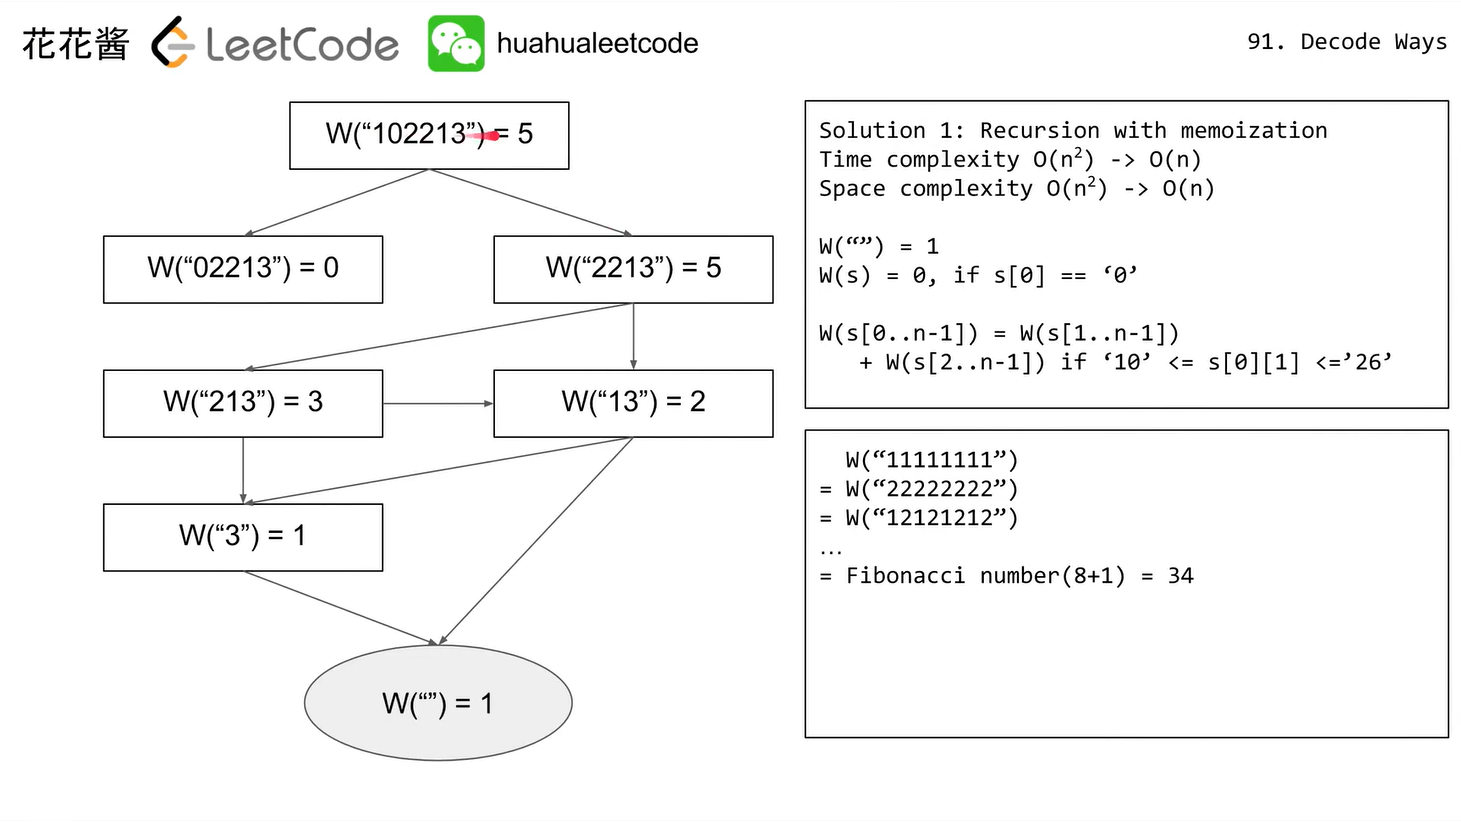 花花酱 LeetCode huahualeetcode
91. Decode Ways
W(“102213”) = 5
W(“02213”) = 0
W(“2213”) = 5
W(“213”) = 3
W(“13”) = 2
W(“3”) = 1
W(“”) = 1
Solution 1: Recursion with memoization
Time complexity O(n²) -> O(n)
Space complexity O(n²) -> O(n)
W(“”) = 1
W(s) = 0, if s[0] == ‘0’
W(s[0..n-1]) = W(s[1..n-1])
+ W(s[2..n-1]) if ‘10’ <= s[0][1] <=’26’
W(“11111111”)
= W(“22222222”)
= W(“12121212”)
…
= Fibonacci number(8+1) = 34